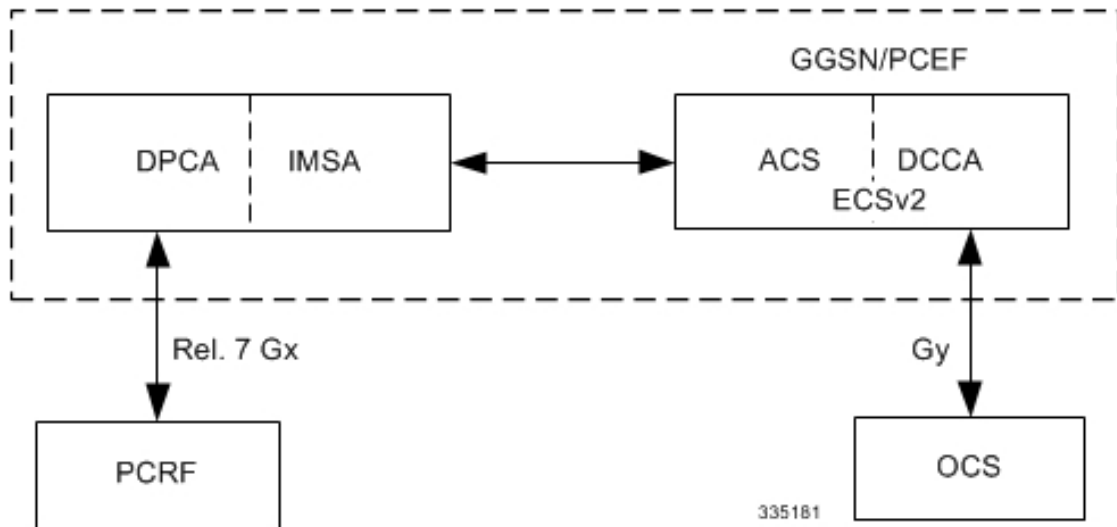 GGSN/PCEF
DPCA IMSA
ACS DCCA
ECSv2
Rel. 7 Gx
Gy
PCRF
OCS
335181